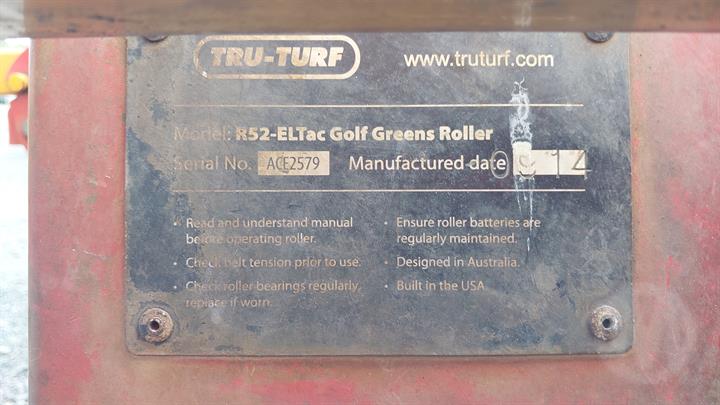 TRU-TURF
www.truturf.com
Model: R52-ELTac Golf Greens Roller
Serial No. ACE2579 Manufactured date 0914
• Read and understand manual
before operating roller.
• Check belt tension prior to use.
• Check roller bearings regularly,
replace if worn.
• Ensure roller batteries are
regularly maintained.
• Designed in Australia.
• Built in the USA